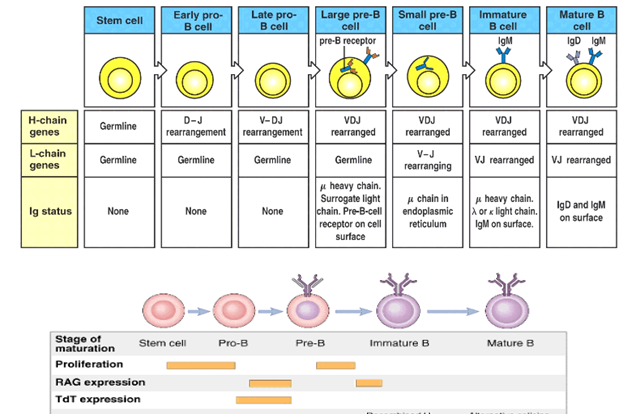 Stem cell
Early pro-
B cell
Late pro-
B cell
Large pre-B
cell
Small pre-B
cell
Immature
B cell
Mature B
cell
pre-B receptor
IgM
IgD IgM
H-chain
genes
Germline
D–J
rearrangement
V–DJ
rearrangement
VDJ
rearranged
VDJ
rearranged
VDJ
rearranged
VDJ
rearranged
L-chain
genes
Germline
Germline
Germline
Germline
V–J
rearranging
VJ rearranged
VJ rearranged
Ig status
None
None
None
μ heavy chain.
Surrogate light
chain. Pre-B-cell
receptor on cell
surface
μ chain in
endoplasmic
reticulum
μ heavy chain.
λ or κ light chain.
IgM on surface.
IgD and IgM
on surface
Stage of
maturation
Stem cell
Pro-B
Pre-B
Immature B
Mature B
Proliferation
RAG expression
TdT expression